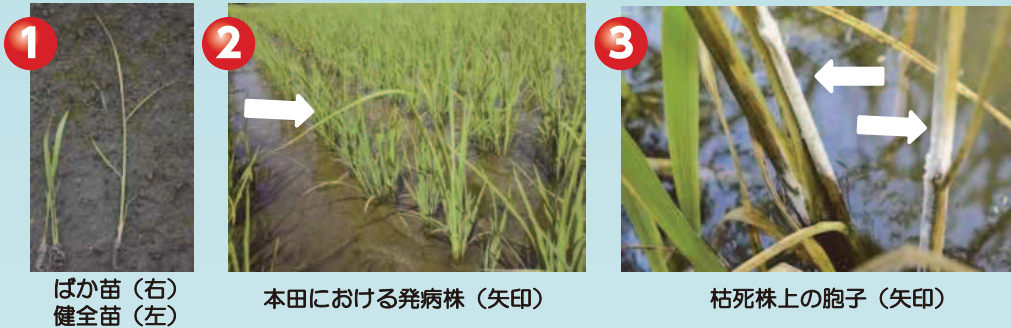 1
2
3
ばか苗（右）
健全苗（左）
本田における発病株（矢印）
枯死株上の胞子（矢印）